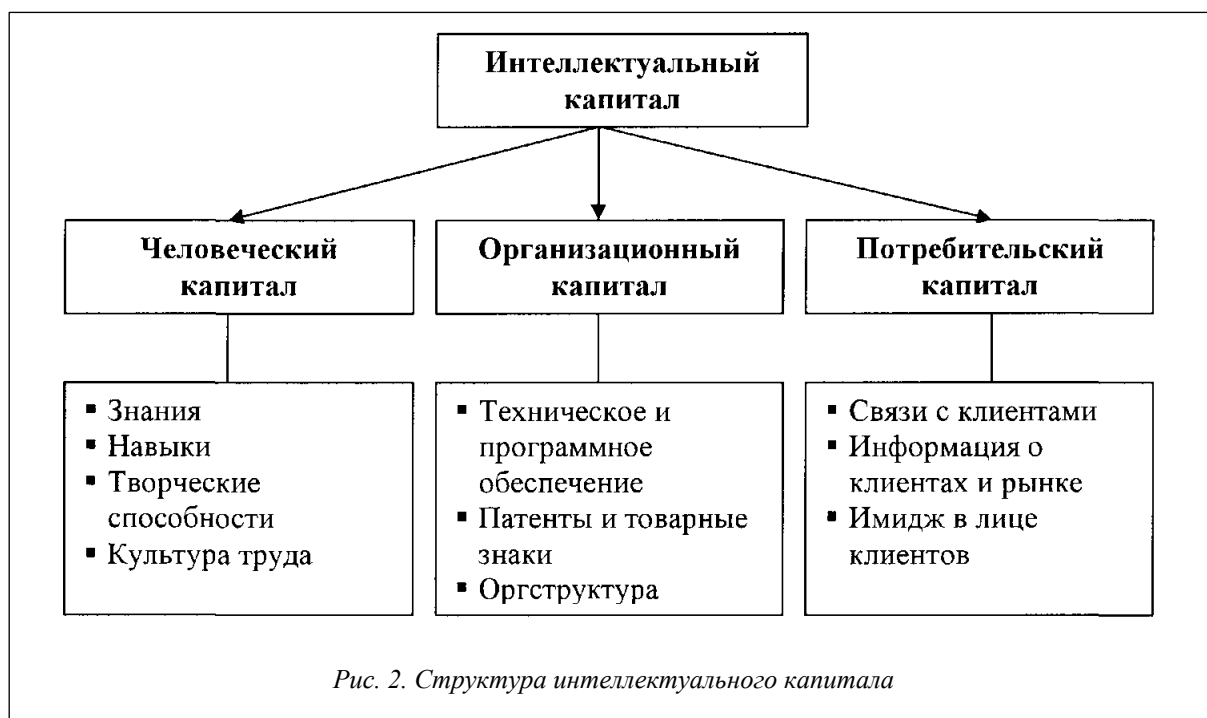 Интеллектуальный
капитал
Человеческий
капитал
Организационный
капитал
Потребительский
капитал
▪ Знания
▪ Навыки
▪ Творческие
способности
▪ Культура труда
▪ Техническое и
программное
обеспечение
▪ Патенты и товарные
знаки
▪ Оргструктура
▪ Связи с клиентами
▪ Информация о
клиентах и рынке
▪ Имидж в лице
клиентов
Рис. 2. Структура интеллектуального капитала